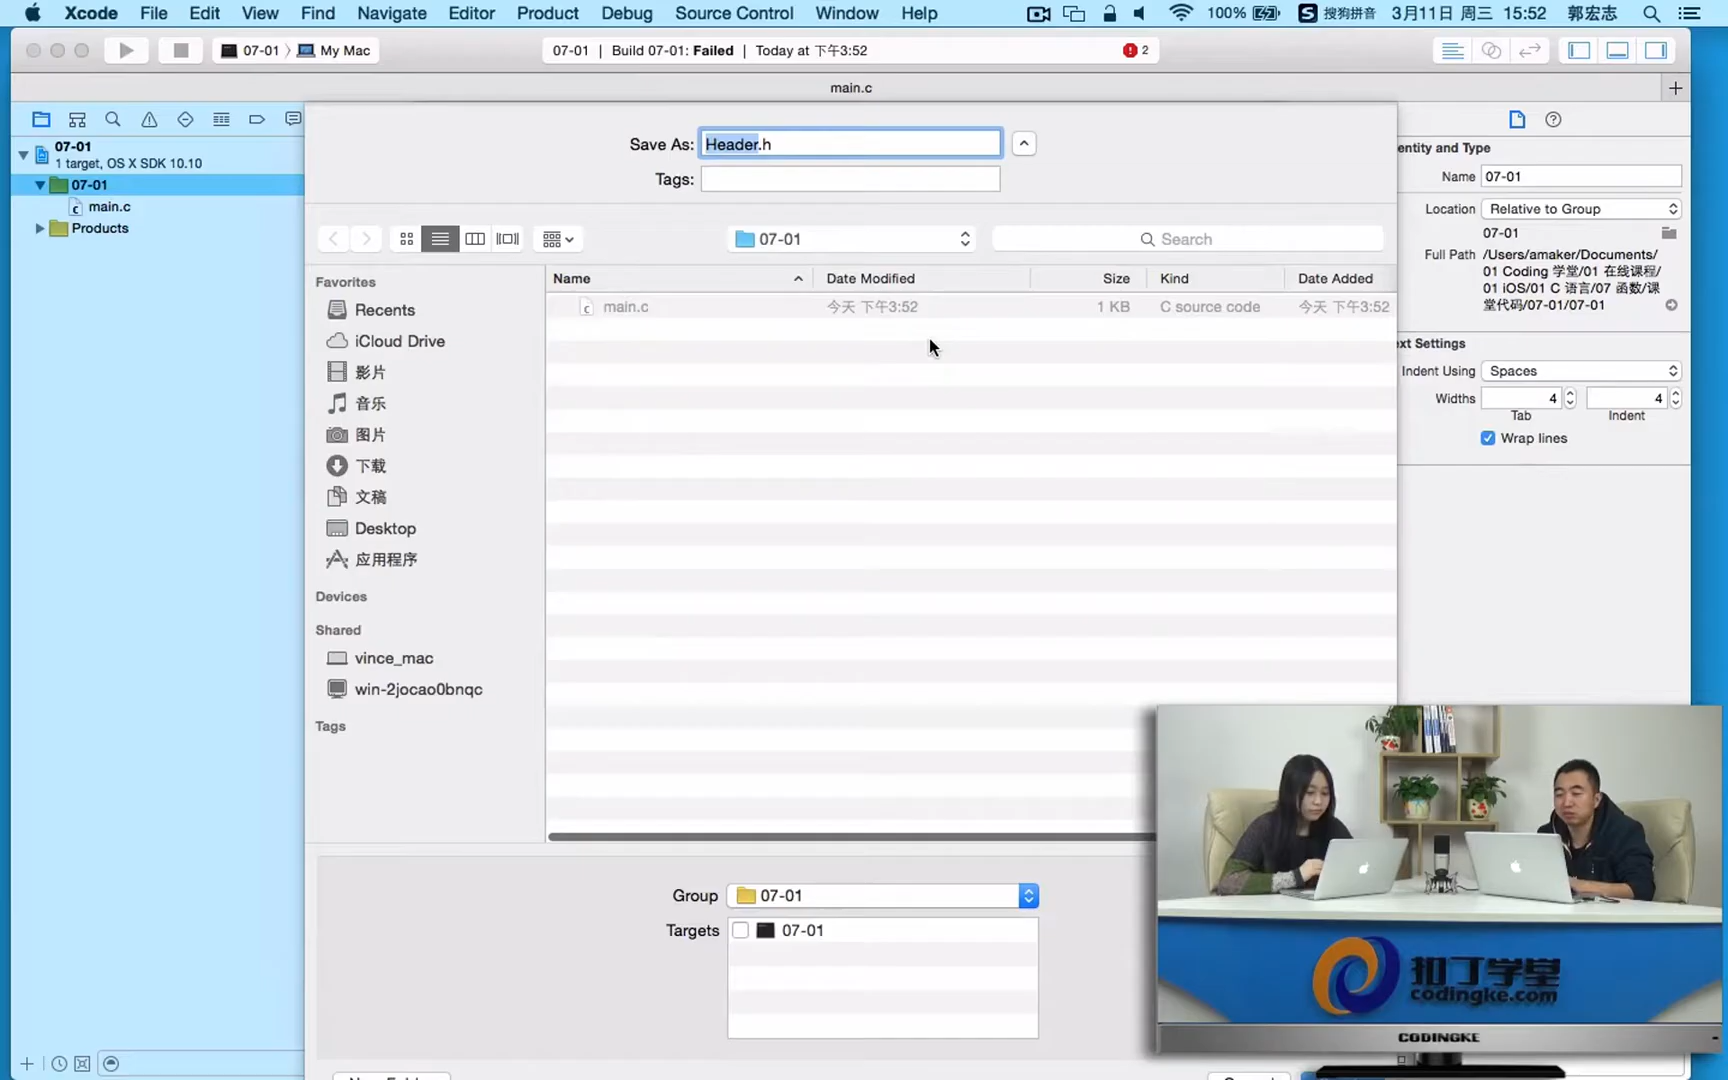 Xcode File Edit View Find Navigate Editor Product Debug Source Control Window Help 100% S 搜狗拼音 3月11日 周三 15:52 郭宏志
07-01 〉 My Mac
07-01 | Build 07-01: Failed | Today at 下午3:52
2
main.c
07-01
1 target, OS X SDK 10.10
07-01
main.c
Products
Save As: Header.h
Tags:
07-01
Search
Favorites
Recents
iCloud Drive
影片
音乐
图片
下载
文稿
Desktop
应用程序
Devices
Shared
vince_mac
win-2jocao0bnqc
Tags
Name Date Modified Size Kind Date Added
main.c 今天 下午3:52 1 KB C source code 今天 下午3:52
Group 07-01
Targets 07-01
entity and Type
Name 07-01
Location Relative to Group
07-01
Full Path /Users/amaker/Documents/
01 Coding 学堂/01 在线课程/
01 iOS/01 C 语言/07 函数/课
堂代码/07-01/07-01
ext Settings
Indent Using Spaces
Widths 4 4
Tab Indent
Wrap lines
扣丁学堂
codingke.com
CODINGKE